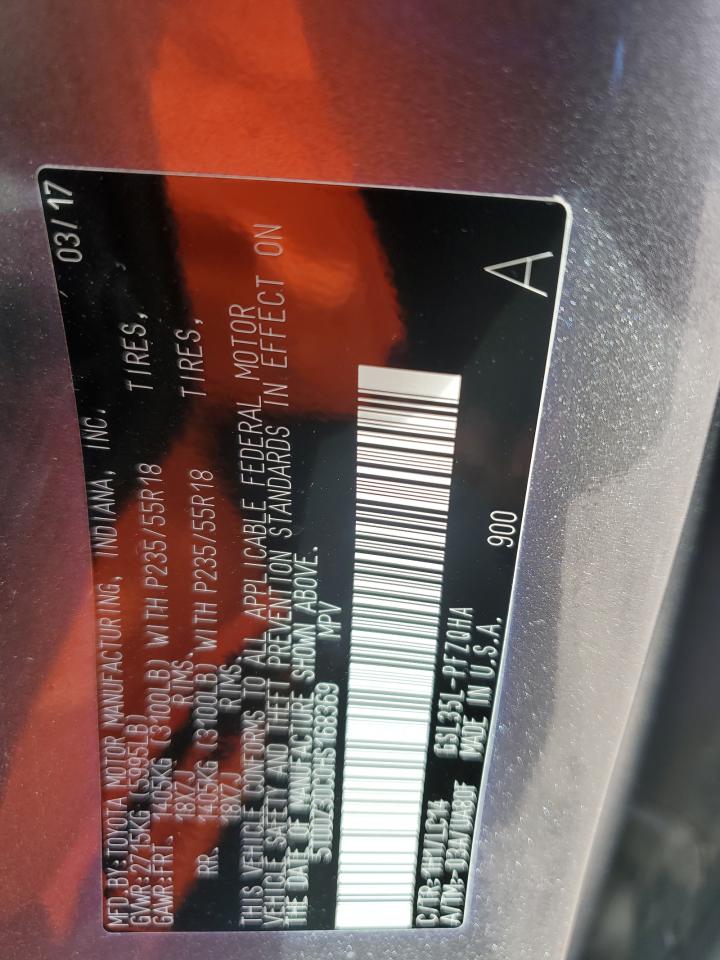 MFD.BY:TOYOTA MOTOR MANUFACTURING, INDIANA, INC. 03/17
GVWR:2715KG (5995LB)
GAWR:FRT. 1405KG (3100LB) WITH P235/55R18 TIRES,
18X7J RIMS.
RR. 1405KG (3100LB) WITH P235/55R18 TIRES,
18X7J RIMS.
THIS VEHICLE CONFORMS TO ALL APPLICABLE FEDERAL MOTOR
VEHICLE SAFETY AND THEFT PREVENTION STANDARDS IN EFFECT ON
THE DATE OF MANUFACTURE SHOWN ABOVE.
MPV
C/TR: A
A/TM: MADE IN U.S.A. 900